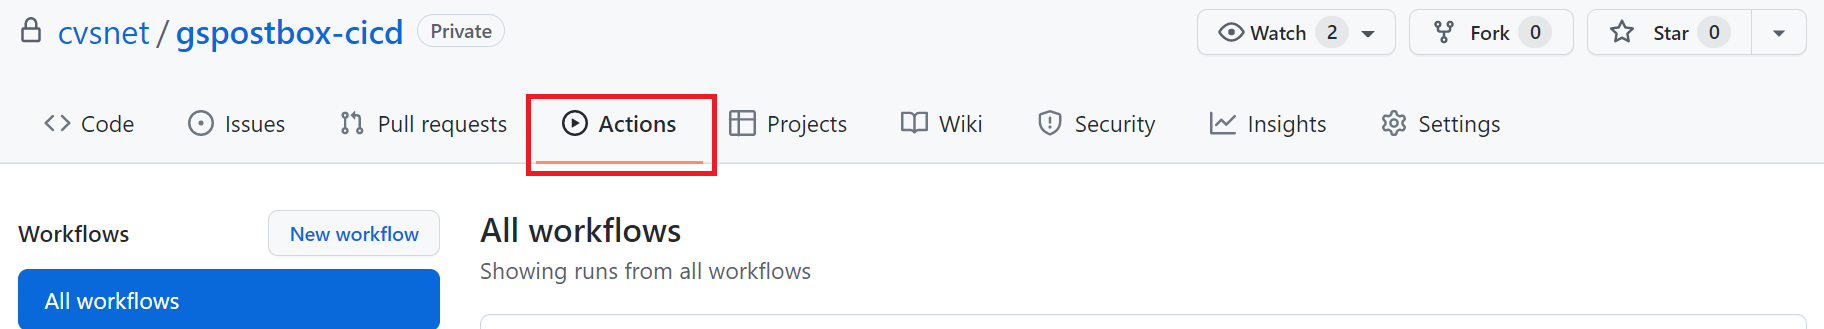 cvsnet / gspostbox-cicd Private Watch 2 Fork 0 Star 0
Code Issues Pull requests Actions Projects Wiki Security Insights Settings
Workflows New workflow
All workflows
All workflows
Showing runs from all workflows